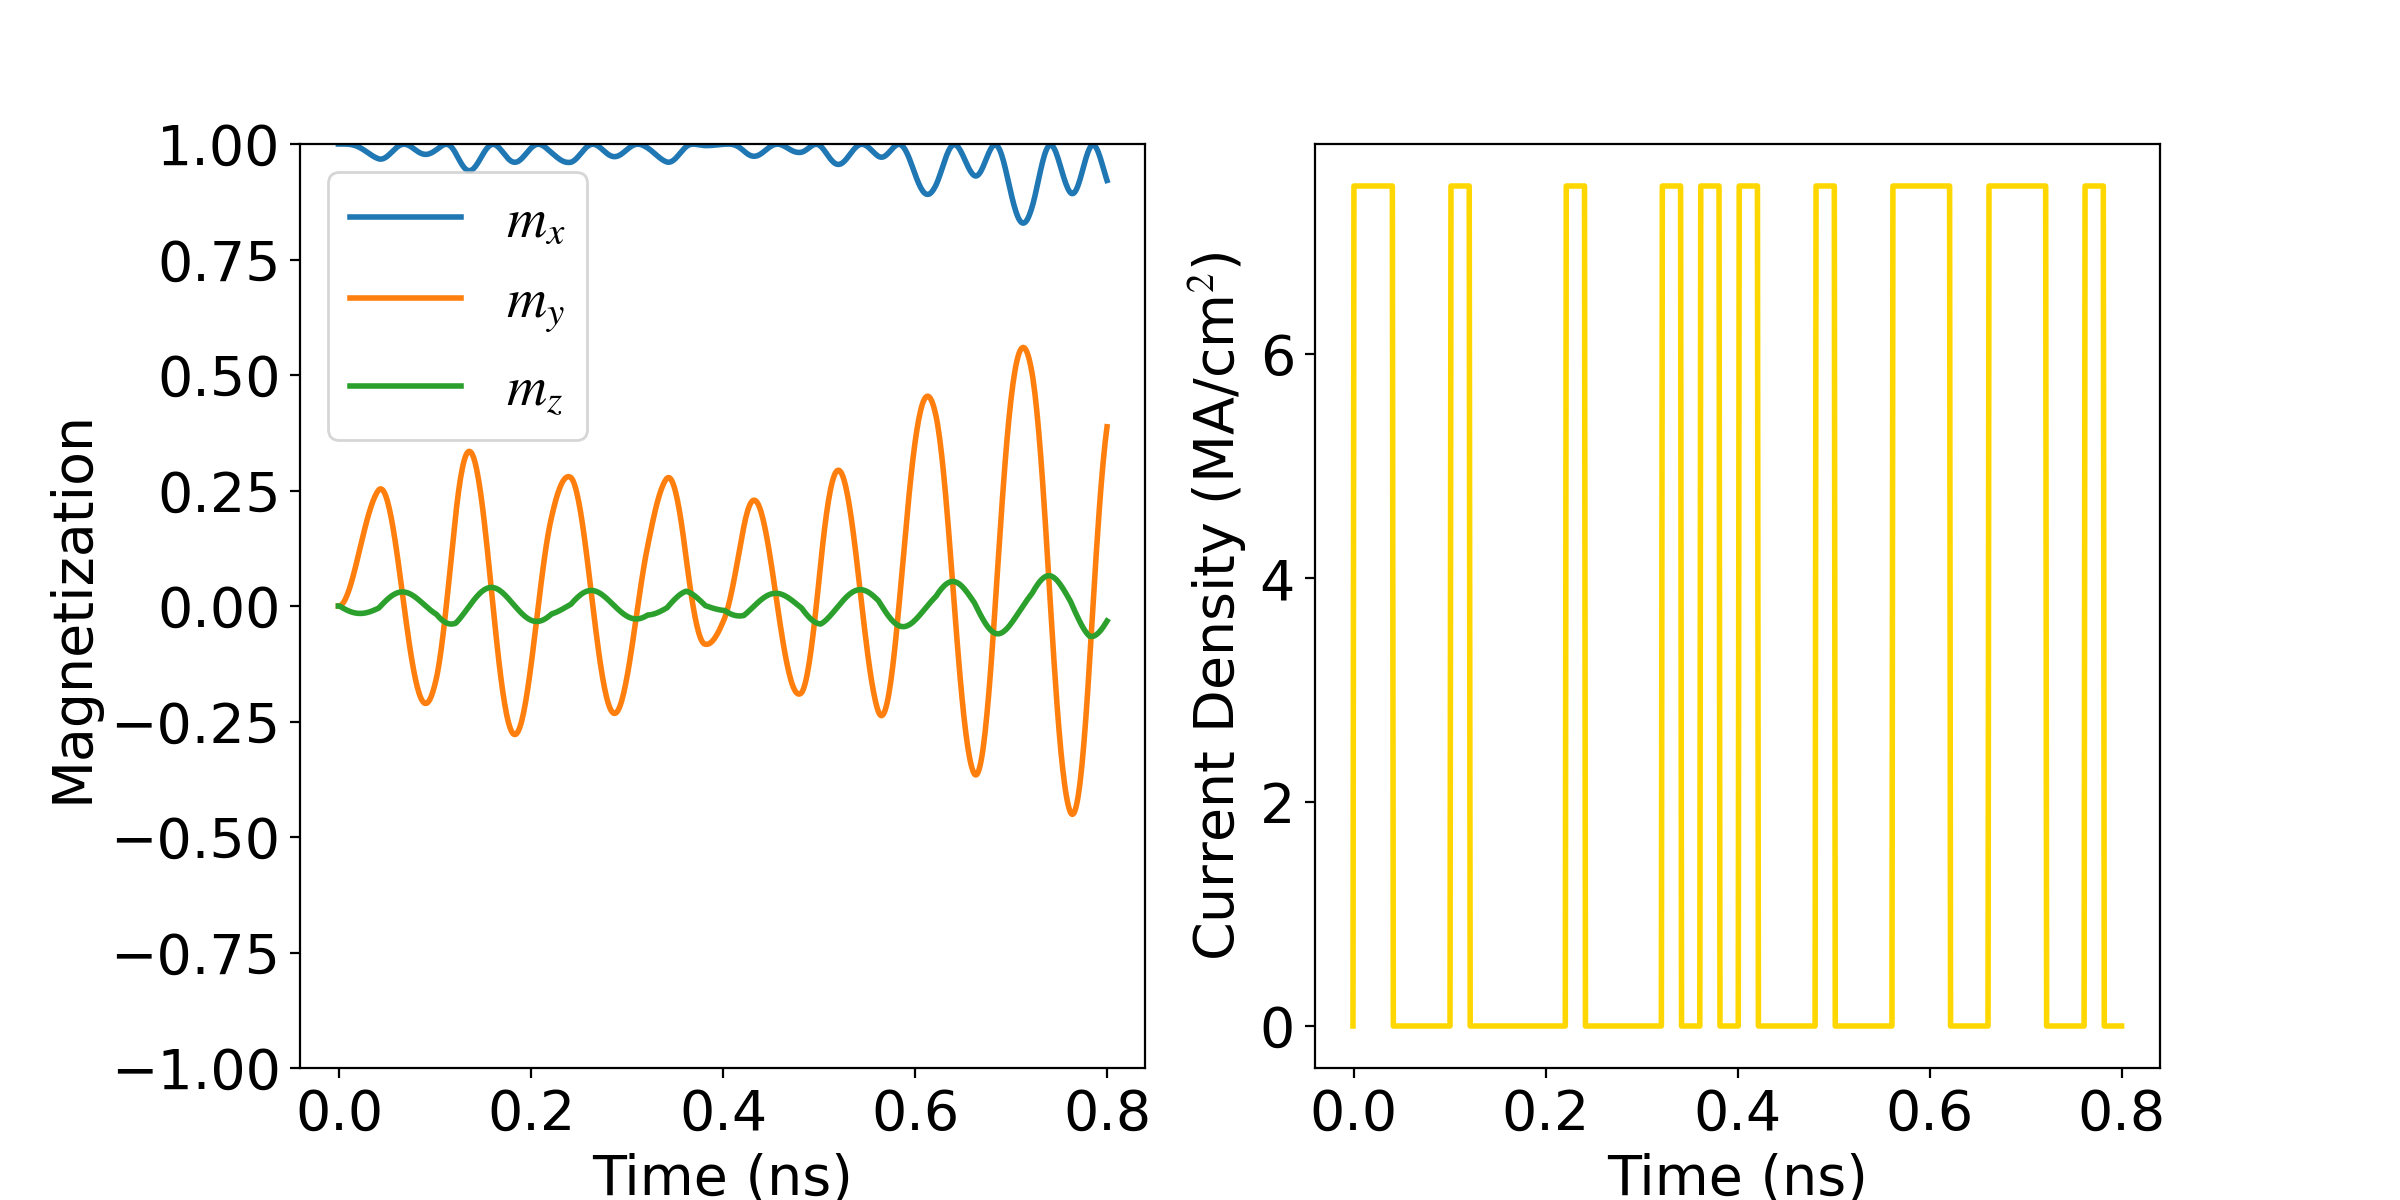 1.00
0.75
0.50
0.25
0.00
−0.25
−0.50
−0.75
−1.00
Magnetization
m_x
m_y
m_z
0.0 0.2 0.4 0.6 0.8
Time (ns)
Current Density (MA/cm²)
6
4
2
0
0.0 0.2 0.4 0.6 0.8
Time (ns)